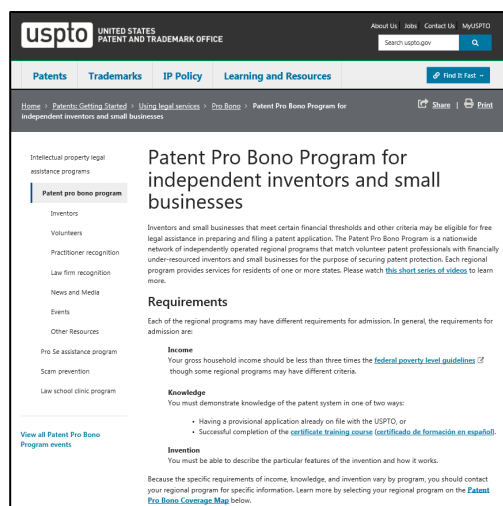 About Us Jobs Contact Us MyUSPTO
uspto UNITED STATES
PATENT AND TRADEMARK OFFICE
Search uspto.gov
Patents Trademarks IP Policy Learning and Resources Find It Fast
Home > Patents: Getting Started > Using legal services > Pro Bono > Patent Pro Bono Program for
independent inventors and small businesses
Share | Print
Intellectual property legal
assistance programs
Patent pro bono program
Inventors
Volunteers
Practitioner recognition
Law firm recognition
News and Media
Events
Other Resources
Pro Se assistance program
Scam prevention
Law school clinic program
View all Patent Pro Bono
Program events
Patent Pro Bono Program for
independent inventors and small
businesses
Inventors and small businesses that meet certain financial thresholds and other criteria may be eligible for free
legal assistance in preparing and filing a patent application. The Patent Pro Bono Program is a nationwide
network of independently operated regional programs that match volunteer patent professionals with financially
under-resourced inventors and small businesses for the purpose of securing patent protection. Each regional
program provides services for residents of one or more states. Please watch this short series of videos to learn
more.
Requirements
Each of the regional programs may have different requirements for admission. In general, the requirements for
admission are:
Income
Your gross household income should be less than three times the federal poverty level guidelines
though some regional programs may have different criteria.
Knowledge
You must demonstrate knowledge of the patent system in one of two ways:
• Having a provisional application already on file with the USPTO, or
• Successful completion of the certificate training course (certificado de formación en español).
Invention
You must be able to describe the particular features of the invention and how it works.
Because the specific requirements of income, knowledge, and invention vary by program, you should contact
your regional program for specific information. Learn more by selecting your regional program on the Patent
Pro Bono Coverage Map below.